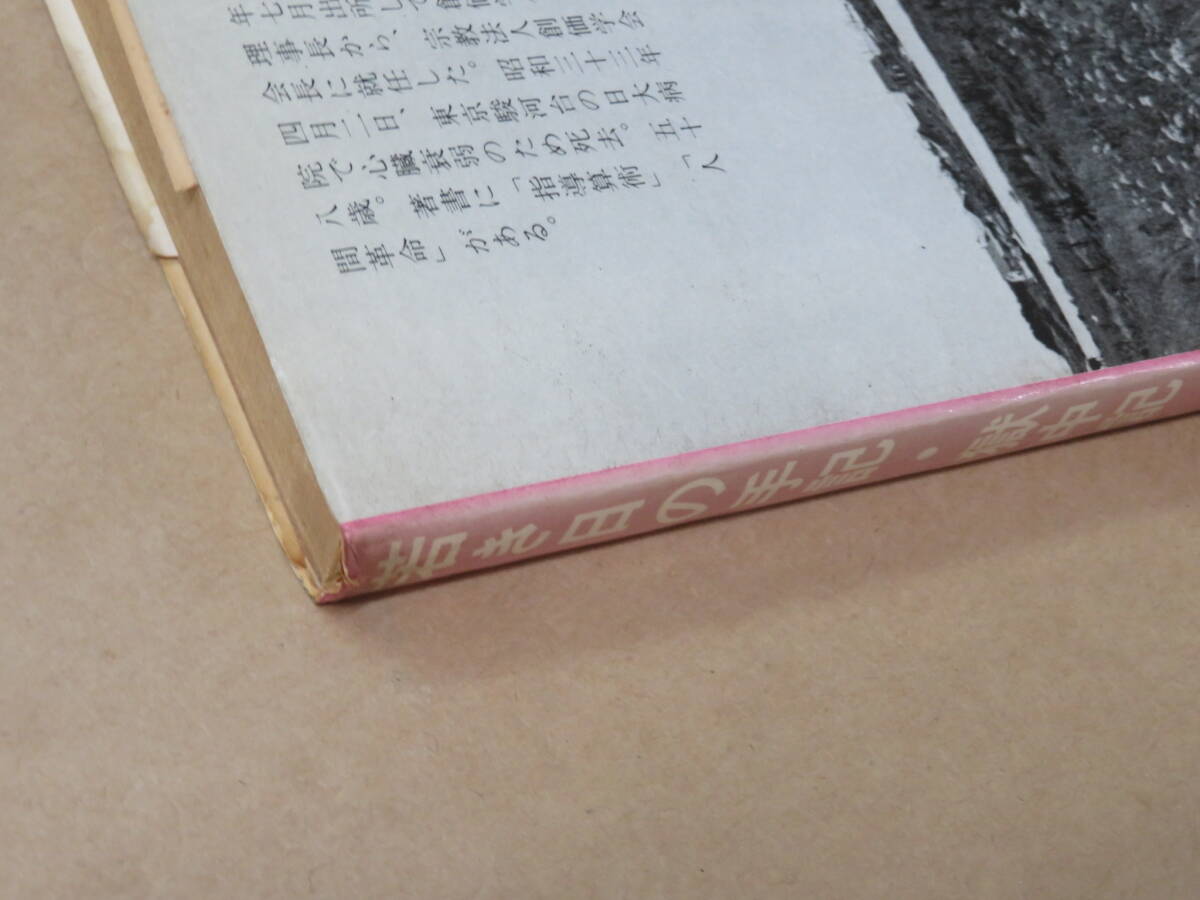 年七月出所して創価学
理事長から、宗教法人創価学会
会長に就任した。昭和三十三年
四月二日、東京駿河台の日大病
院で心臓衰弱のため死去。五十
八歳。著書に「指導算術」「人
間革命」がある。
若き日の手記・獄中記